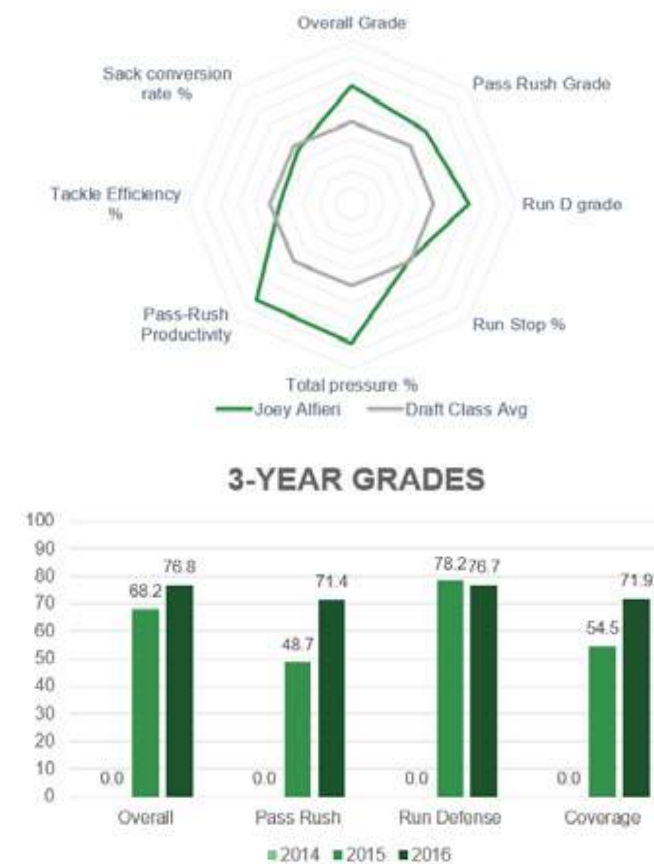 Overall Grade
Sack conversion
rate %
Pass Rush Grade
Tackle Efficiency
%
Run D grade
Pass-Rush
Productivity
Run Stop %
Total pressure %
Joey Alfieri
Draft Class Avg
3-YEAR GRADES
100
90
80
70
60
50
40
30
20
10
0
0.0
68.2
76.8
0.0
48.7
71.4
0.0
78.2
76.7
0.0
54.5
71.9
Overall
Pass Rush
Run Defense
Coverage
2014
2015
2016